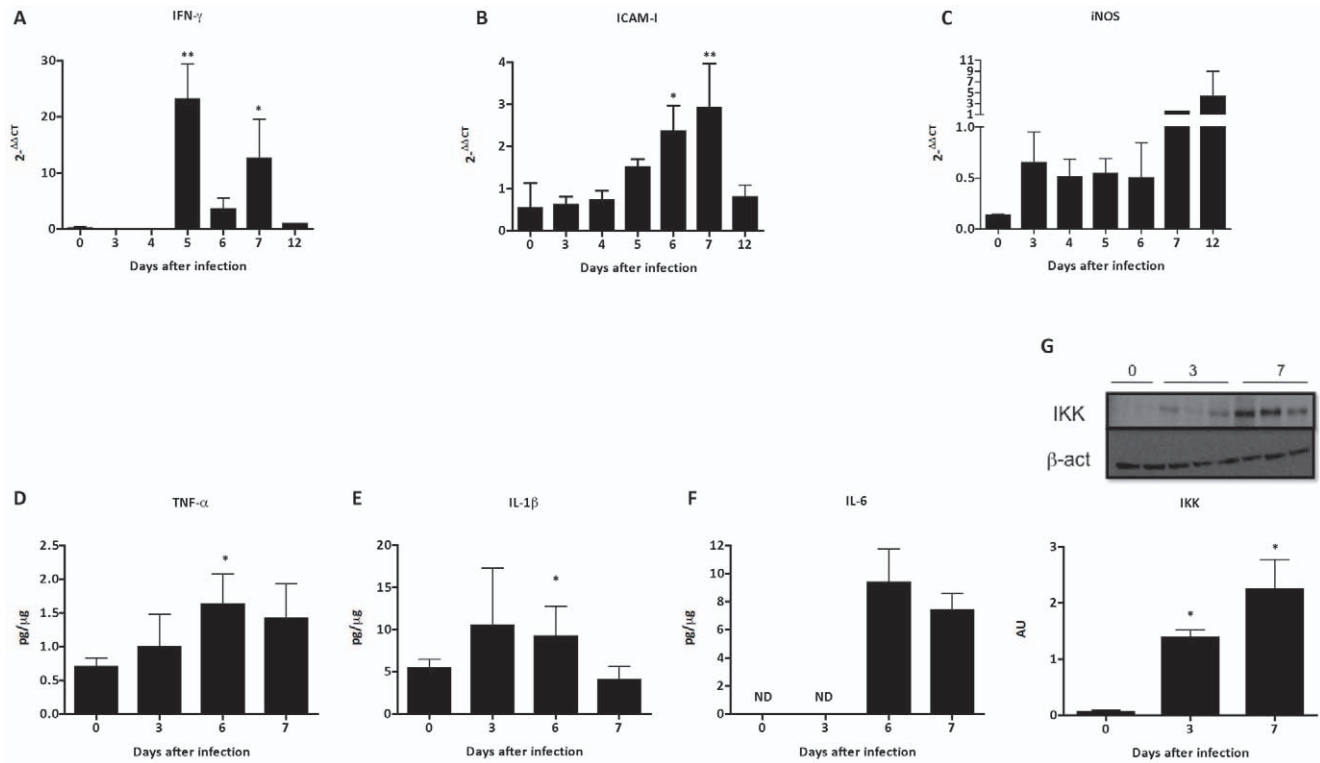 A
IFN-γ
2-ΔΔCT
30
20
10
0
**
*
0 3 4 5 6 7 12
Days after infection
B
ICAM-I
2-ΔΔCT
4
3
2
1
0
*
**
0 3 4 5 6 7 12
Days after infection
C
iNOS
2-ΔΔCT
11
9
7
5
3
1
1.0
0.5
0.0
0 3 4 5 6 7 12
Days after infection
G
0 3 7
IKK
β-act
D
TNF-α
pg/μg
2.5
2.0
1.5
1.0
0.5
0.0
*
0 3 6 7
Days after infection
E
IL-1β
pg/μg
20
15
10
5
0
*
0 3 6 7
Days after infection
F
IL-6
pg/μg
12
10
8
6
4
2
0
ND ND
0 3 6 7
Days after infection
IKK
AU
3
2
1
0
*
*
0 3 7
Days after infection